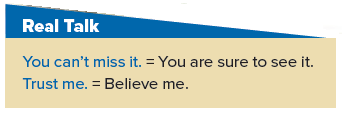 Real Talk
You can’t miss it. = You are sure to see it.
Trust me. = Believe me.